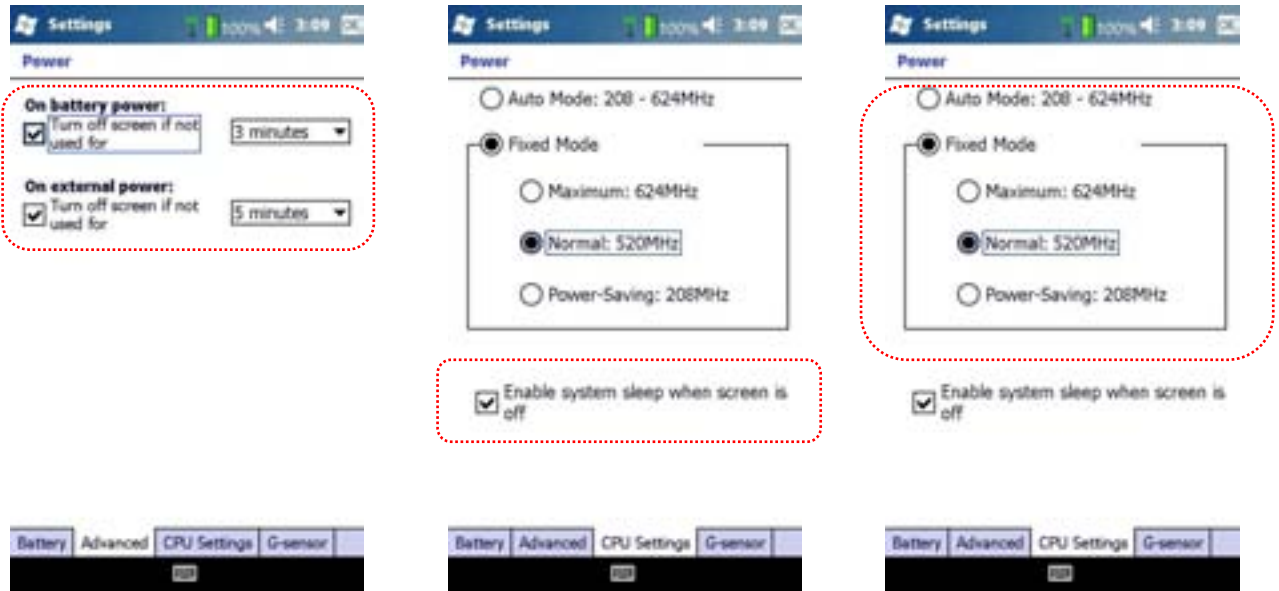 Settings 100% 3:09
Power
On battery power:
Turn off screen if not
used for
3 minutes
On external power:
Turn off screen if not
used for
5 minutes
Battery Advanced CPU Settings G-sensor
Settings 100% 3:09
Power
Auto Mode: 208 - 624MHz
Fixed Mode
Maximum: 624MHz
Normal: 520MHz
Power-Saving: 208MHz
Enable system sleep when screen is
off
Battery Advanced CPU Settings G-sensor
Settings 100% 3:09
Power
Auto Mode: 208 - 624MHz
Fixed Mode
Maximum: 624MHz
Normal: 520MHz
Power-Saving: 208MHz
Enable system sleep when screen is
off
Battery Advanced CPU Settings G-sensor